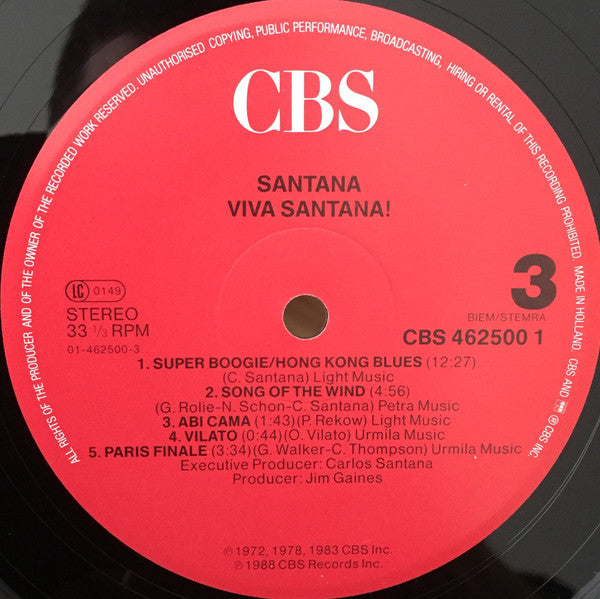 ALL RIGHTS OF THE PRODUCER AND OF THE OWNER OF THE RECORDED WORK RESERVED. UNAUTHORISED COPYING, PUBLIC PERFORMANCE, BROADCASTING, HIRING OR RENTAL OF THIS RECORDING PROHIBITED. MADE IN HOLLAND CBS AND ® CBS INC.
CBS
SANTANA
VIVA SANTANA!
LC 0149
STEREO
33 1/3 RPM
01-462500-3
3
BIEM/STEMRA
CBS 462500 1
1. SUPER BOOGIE/HONG KONG BLUES (12:27)
(C. Santana) Light Music
2. SONG OF THE WIND (4:56)
(G. Rolie-N. Schon-C. Santana) Petra Music
3. ABI CAMA (1:43)(P. Rekow) Light Music
4. VILATO (0:44)(O. Vilato) Urmila Music
5. PARIS FINALE (3:34)(G. Walker-C. Thompson) Urmila Music
Executive Producer: Carlos Santana
Producer: Jim Gaines
℗ 1972, 1978, 1983 CBS Inc.
℗ 1988 CBS Records Inc.